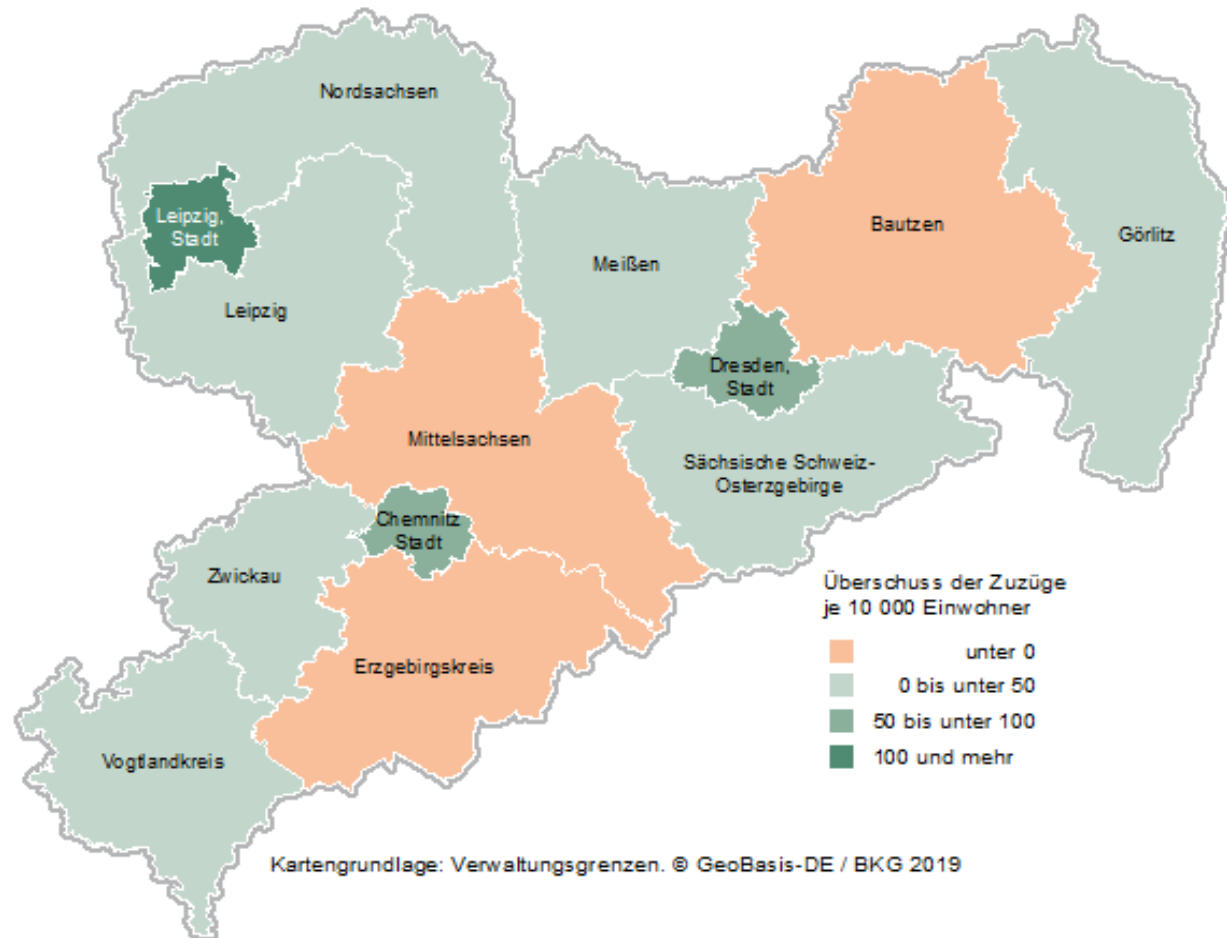 Nordsachsen
Leipzig,
Stadt
Leipzig
Meißen
Bautzen
Görlitz
Dresden,
Stadt
Mittelsachsen
Sächsische Schweiz-
Osterzgebirge
Chemnitz
Stadt
Zwickau
Erzgebirgskreis
Vogtlandkreis
Überschuss der Zuzüge
je 10 000 Einwohner
unter 0
0 bis unter 50
50 bis unter 100
100 und mehr
Kartengrundlage: Verwaltungsgrenzen. © GeoBasis-DE / BKG 2019